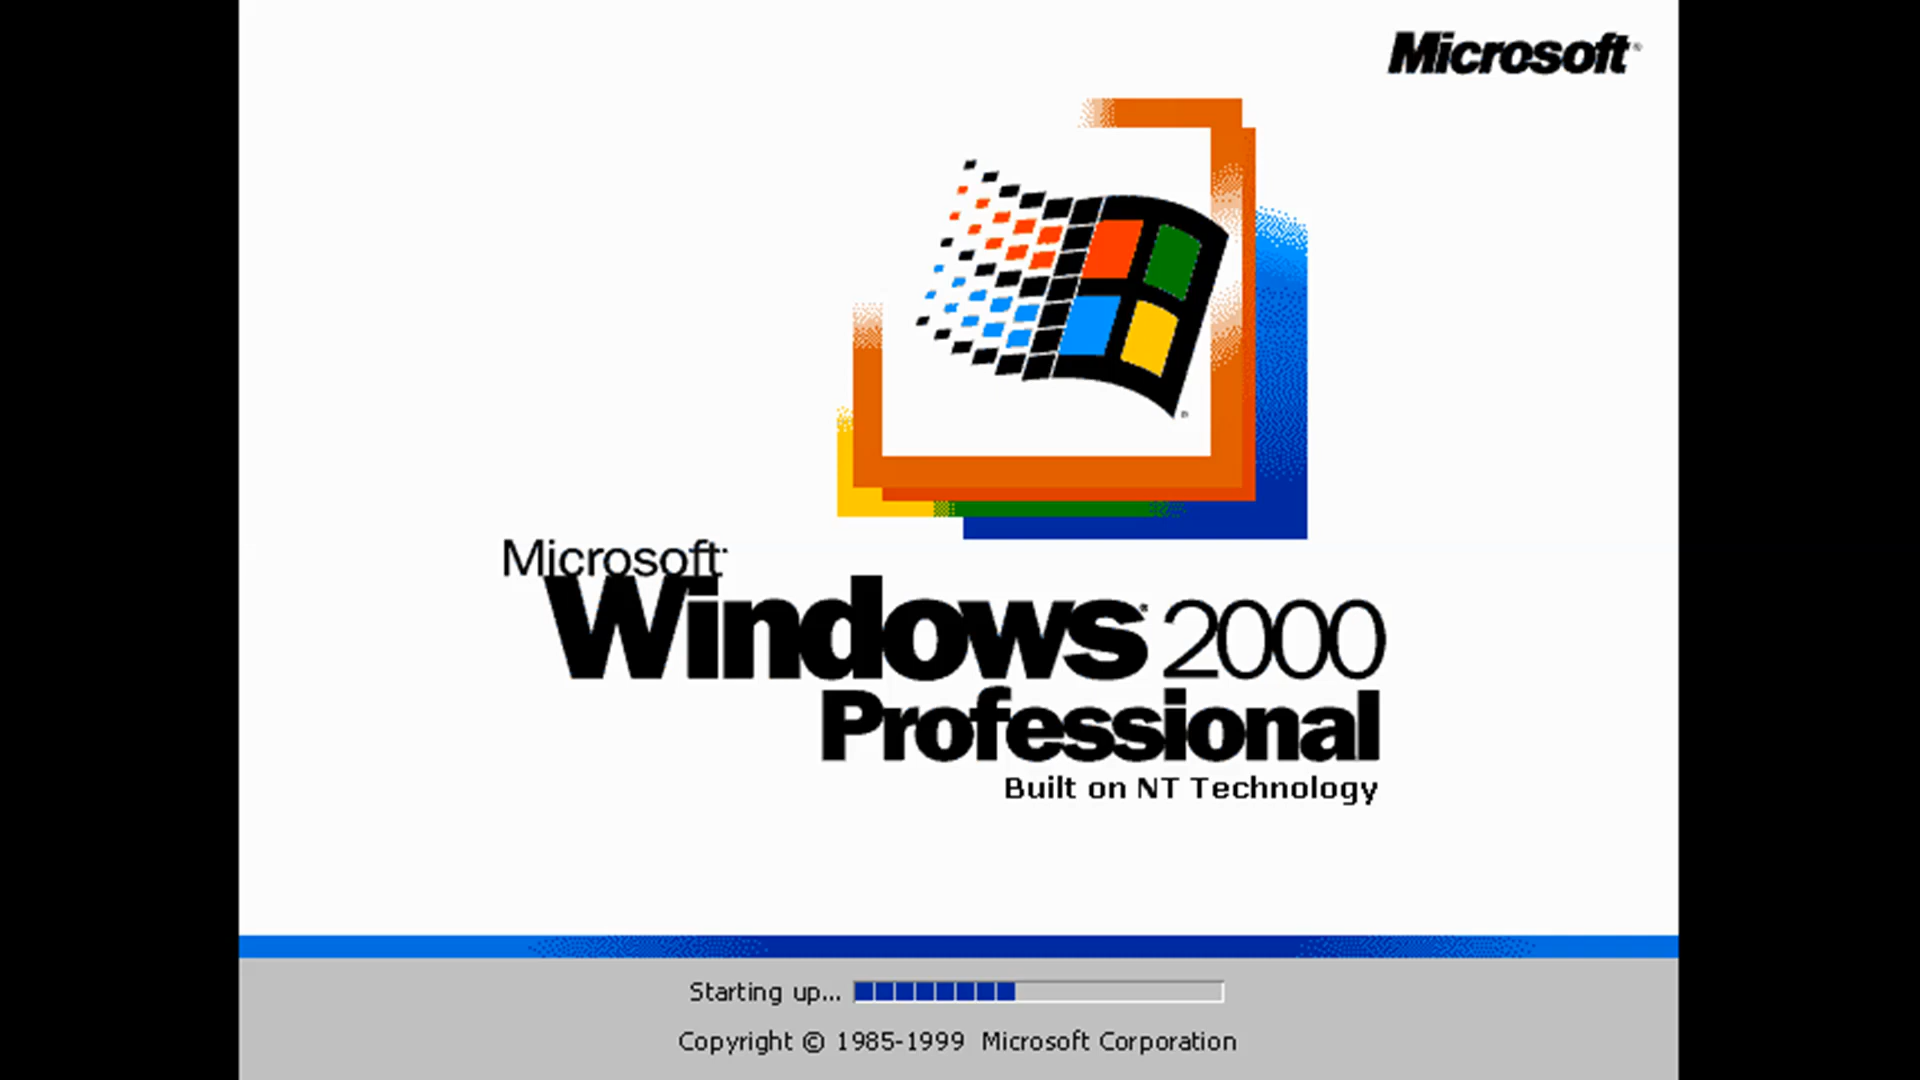 Microsoft®
Microsoft
Windows® 2000
Professional
Built on NT Technology
Starting up...
Copyright © 1985-1999 Microsoft Corporation